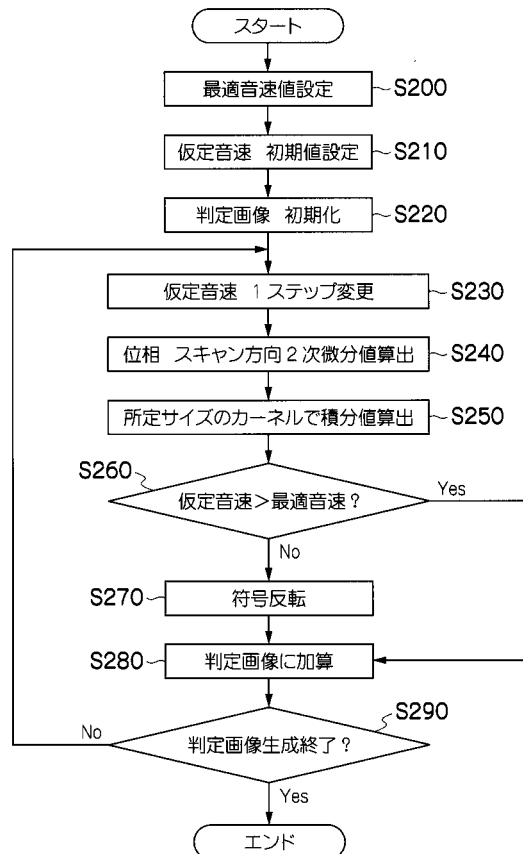 スタート
最適音速値設定 S200
仮定音速 初期値設定 S210
判定画像 初期化 S220
仮定音速 1ステップ変更 S230
位相 スキャン方向2次微分値算出 S240
所定サイズのカーネルで積分値算出 S250
S260
仮定音速>最適音速? Yes
No
S270 符号反転
S280 判定画像に加算
S290
No 判定画像生成終了?
Yes
エンド